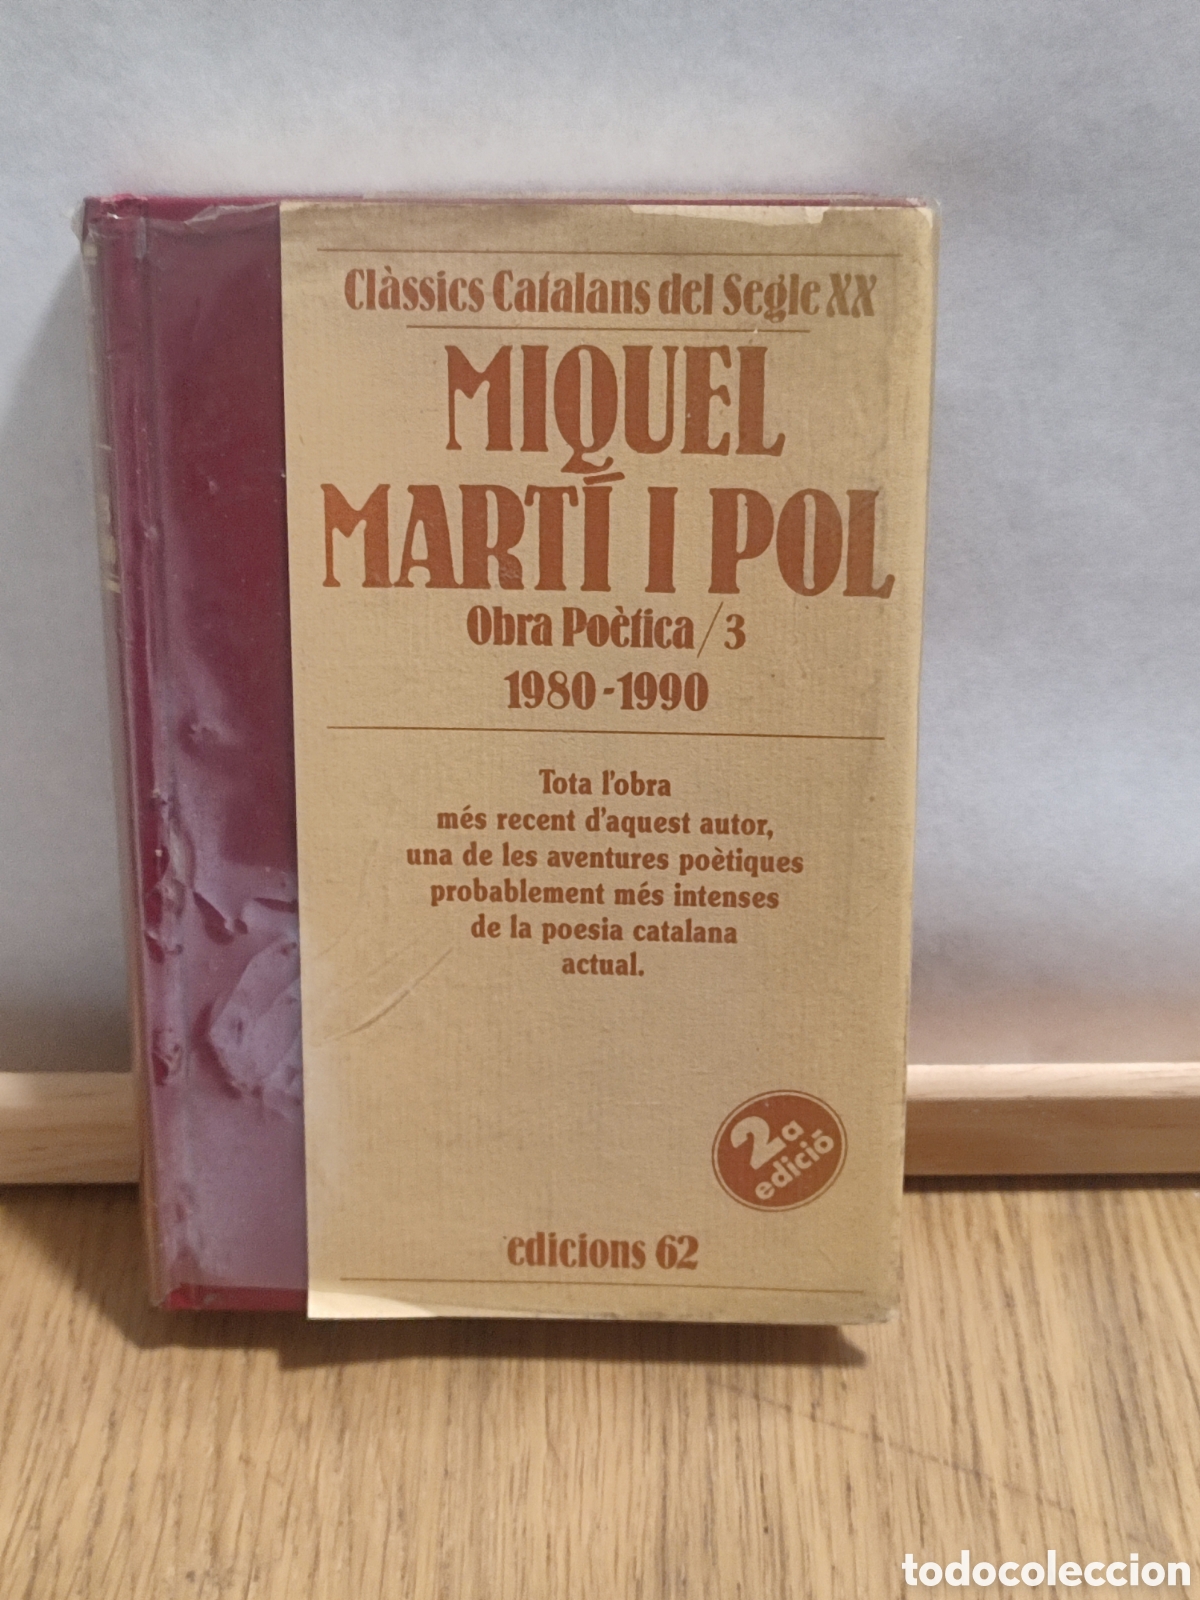 Clàssics Catalans del Segle XX
MIQUEL
MARTÍ I POL
Obra Poètica/3
1980-1990
Tota l'obra
més recent d'aquest autor,
una de les aventures poètiques
probablement més intenses
de la poesia catalana
actual.
2a
edició
edicions 62
todocoleccion